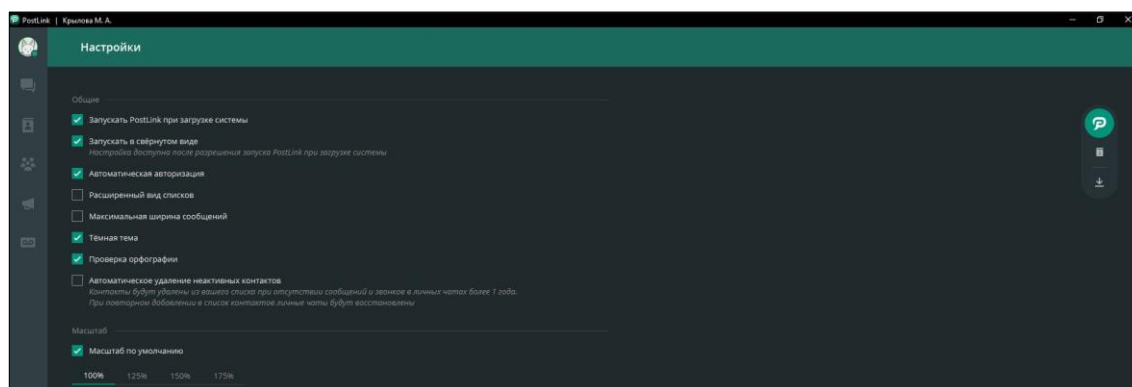 PostLink | Крылова М. А.
Настройки
Общие
Запускать PostLink при загрузке системы
Запускать в свёрнутом виде
Настройка доступна после разрешения запуска PostLink при загрузке системы
Автоматическая авторизация
Расширенный вид списков
Максимальная ширина сообщений
Тёмная тема
Проверка орфографии
Автоматическое удаление неактивных контактов
Контакты будут удалены из вашего списка при отсутствии сообщений и звонков в личных чатах более 1 года.
При повторном добавлении в список контактов личные чаты будут восстановлены
Масштаб
Масштаб по умолчанию
100% 125% 150% 175%